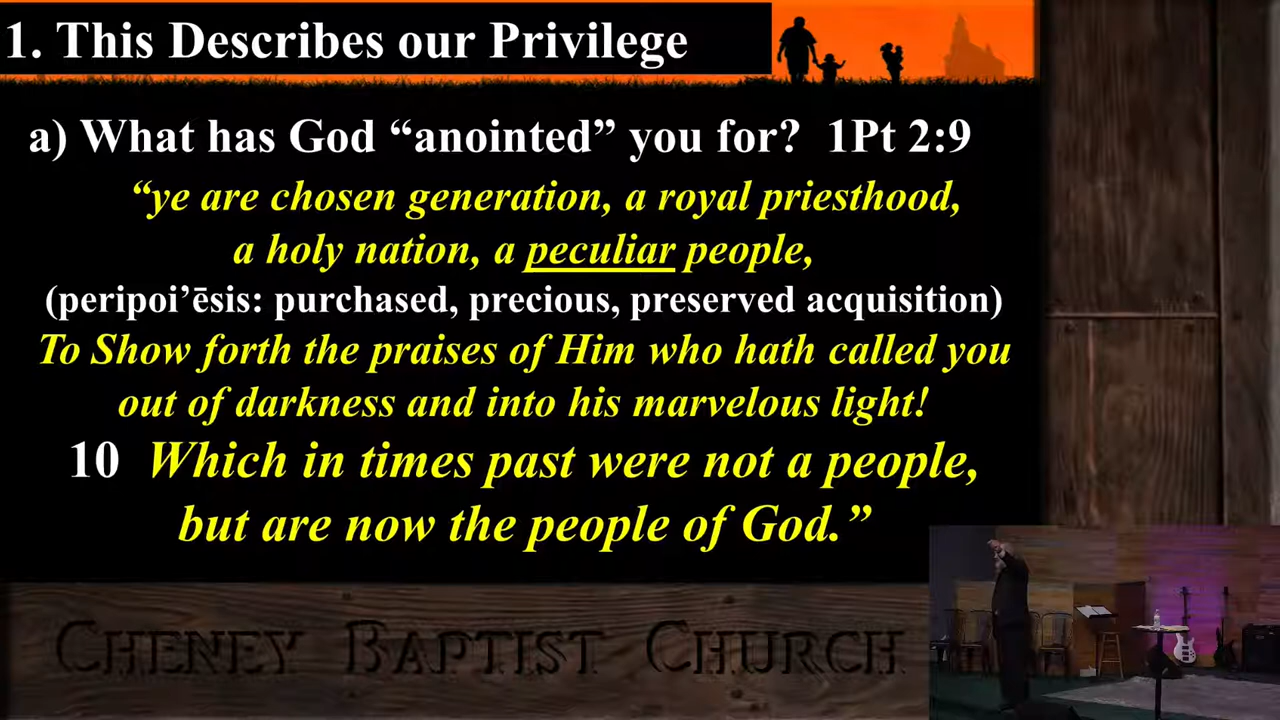 1. This Describes our Privilege
a) What has God “anointed” you for? 1Pt 2:9
“ye are chosen generation, a royal priesthood,
a holy nation, a peculiar people,
(peripoi’ēsis: purchased, precious, preserved acquisition)
To Show forth the praises of Him who hath called you
out of darkness and into his marvelous light!
10 Which in times past were not a people,
but are now the people of God.”
CHENEY BAPTIST CHURCH